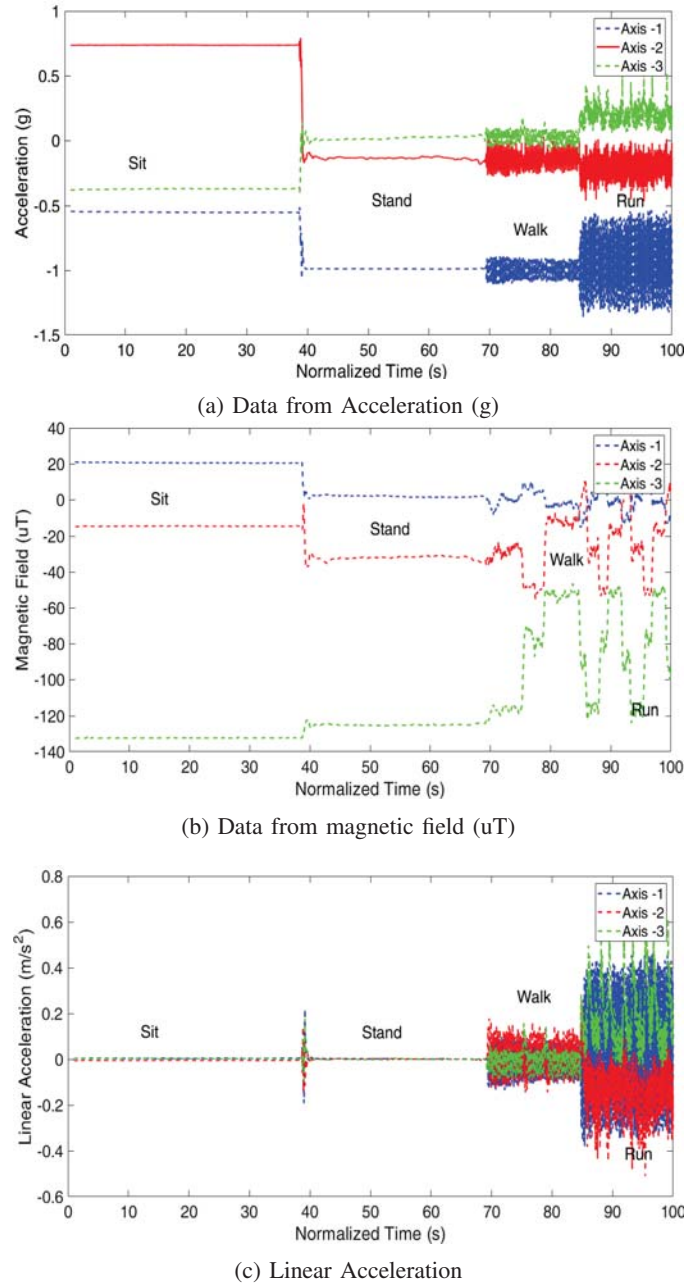 1
Axis -1
Axis -2
Axis -3
0.5
0
-0.5
-1
-1.5
Acceleration (g)
Sit
Stand
Walk
Run
0 10 20 30 40 50 60 70 80 90 100
Normalized Time (s)
(a) Data from Acceleration (g)
40
20
0
-20
-40
-60
-80
-100
-120
-140
Magnetic Field (uT)
Axis -1
Axis -2
Axis -3
Sit
Stand
Walk
Run
0 10 20 30 40 50 60 70 80 90 100
Normalized Time (s)
(b) Data from magnetic field (uT)
0.8
0.6
0.4
0.2
0
-0.2
-0.4
-0.6
Linear Acceleration (m/s²)
Axis -1
Axis -2
Axis -3
Walk
Sit
Stand
Run
0 10 20 30 40 50 60 70 80 90 100
Normalized Time (s)
(c) Linear Acceleration